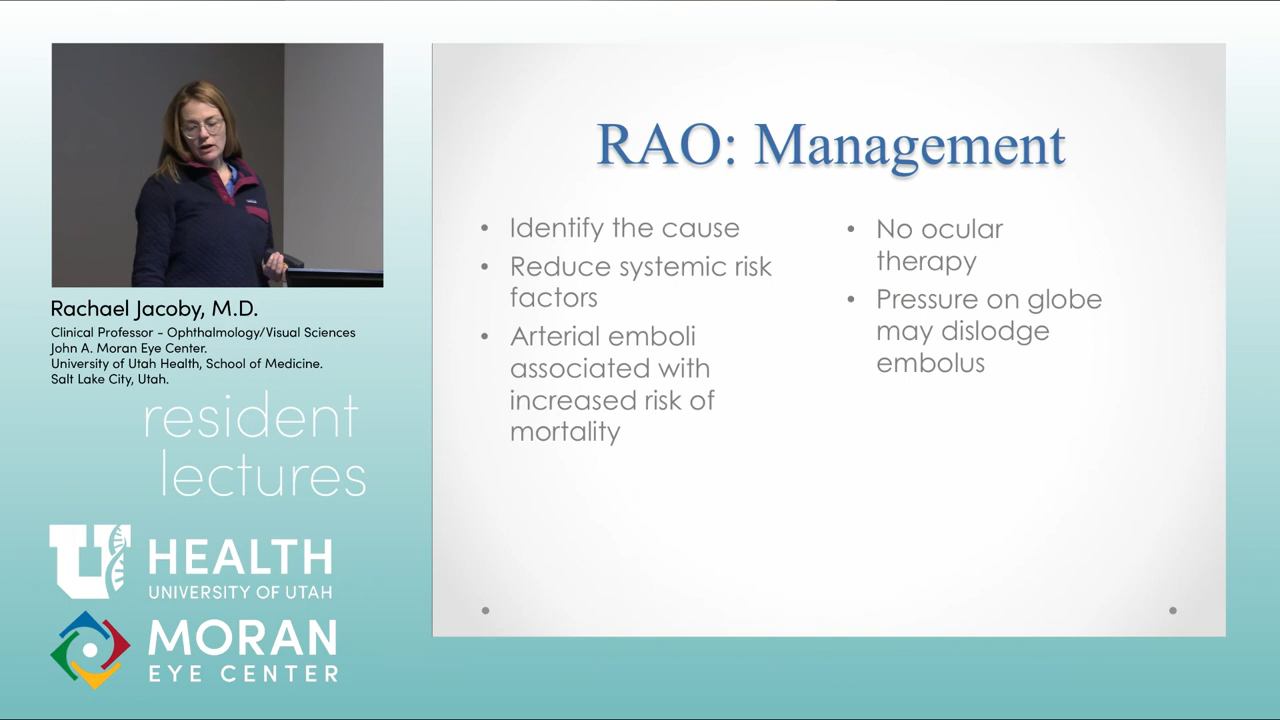 Rachael Jacoby, M.D.
Clinical Professor - Ophthalmology/Visual Sciences
John A. Moran Eye Center.
University of Utah Health, School of Medicine.
Salt Lake City, Utah.
resident
lectures
U
HEALTH
UNIVERSITY OF UTAH
MORAN
EYE CENTER
RAO: Management
• Identify the cause
• Reduce systemic risk
factors
• Arterial emboli
associated with
increased risk of
mortality
• No ocular
therapy
• Pressure on globe
may dislodge
embolus